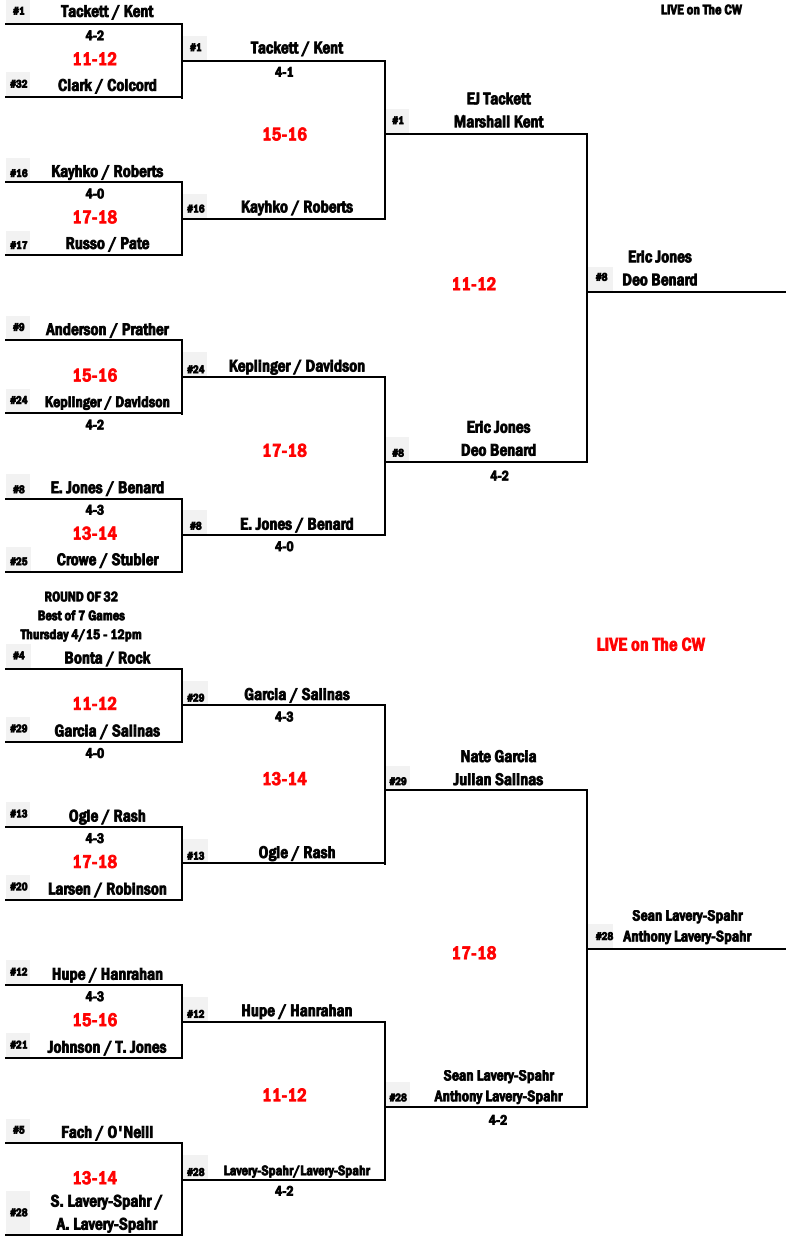 LIVE on The CW
#1 Tackett / Kent
4-2
11-12
#32 Clark / Colcord
#1 Tackett / Kent
4-1
15-16
#16 Kayhko / Roberts
4-0
17-18
#17 Russo / Pate
#16 Kayhko / Roberts
EJ Tackett
#1 Marshall Kent
11-12
Eric Jones
#8 Deo Benard
#9 Anderson / Prather
15-16
#24 Keplinger / Davidson
4-2
#24 Keplinger / Davidson
17-18
#8 E. Jones / Benard
4-3
13-14
#25 Crowe / Stubler
#8 E. Jones / Benard
4-0
Eric Jones
#8 Deo Benard
4-2
ROUND OF 32
Best of 7 Games
Thursday 4/15 - 12pm
LIVE on The CW
#4 Bonta / Rock
11-12
#29 Garcia / Salinas
4-0
#29 Garcia / Salinas
4-3
13-14
#13 Ogle / Rash
4-3
17-18
#20 Larsen / Robinson
#13 Ogle / Rash
Nate Garcia
#29 Julian Salinas
17-18
Sean Lavery-Spahr
#28 Anthony Lavery-Spahr
#12 Hupe / Hanrahan
4-3
15-16
#21 Johnson / T. Jones
#12 Hupe / Hanrahan
11-12
#5 Fach / O'Neill
13-14
S. Lavery-Spahr /
#28 A. Lavery-Spahr
#28 Lavery-Spahr/Lavery-Spahr
4-2
Sean Lavery-Spahr
#28 Anthony Lavery-Spahr
4-2